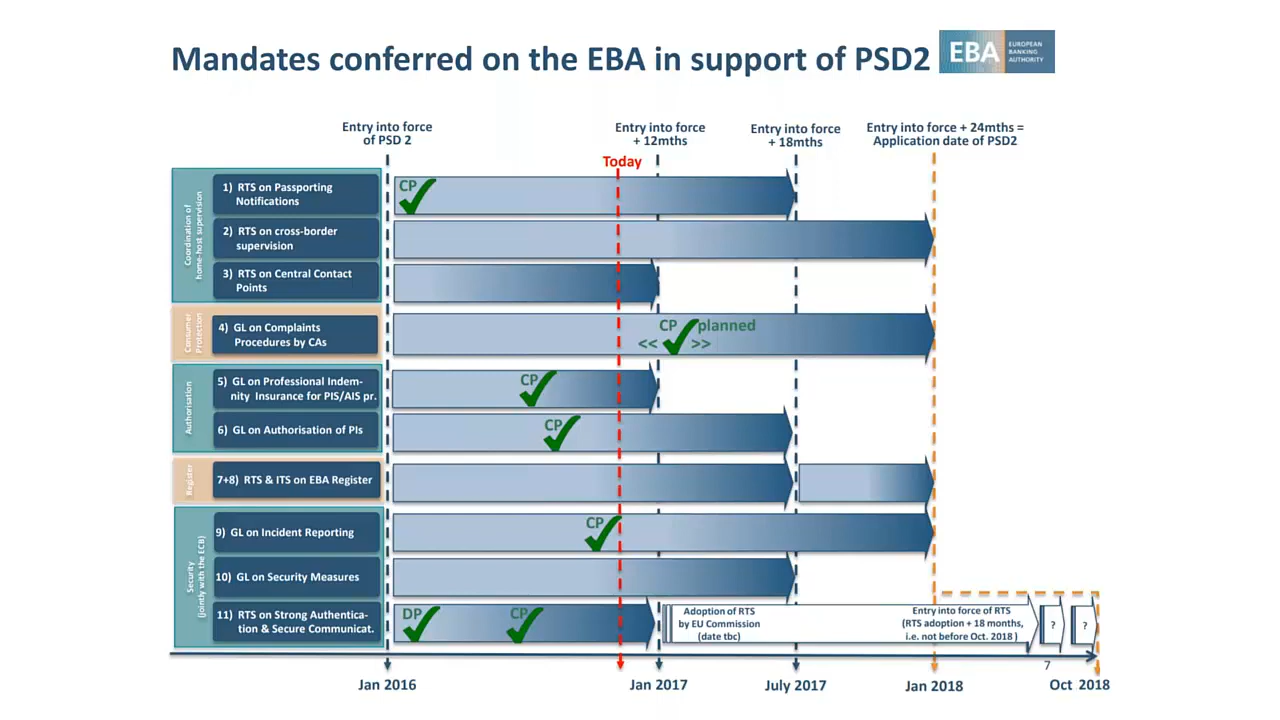 Mandates conferred on the EBA in support of PSD2
EBA
EUROPEAN
BANKING
AUTHORITY
Entry into force
of PSD 2
Entry into force
+ 12mths
Entry into force
+ 18mths
Entry into force + 24mths =
Application date of PSD2
Today
Coordination of
home-host supervision
1) RTS on Passporting
Notifications
CP
2) RTS on cross-border
supervision
3) RTS on Central Contact
Points
Consumer
Protection
4) GL on Complaints
Procedures by CAs
CP planned
<< >>
Authorisation
5) GL on Professional Indem-
nity Insurance for PIS/AIS pr.
CP
6) GL on Authorisation of PIs
CP
Register
7+8) RTS & ITS on EBA Register
Security
(jointly with the ECB)
9) GL on Incident Reporting
CP
10) GL on Security Measures
11) RTS on Strong Authentica-
tion & Secure Communicat.
DP
CP
Adoption of RTS
by EU Commission
(date tbc)
Entry into force of RTS
(RTS adoption + 18 months,
i.e. not before Oct. 2018 )
?
?
7
Jan 2016
Jan 2017
July 2017
Jan 2018
Oct 2018